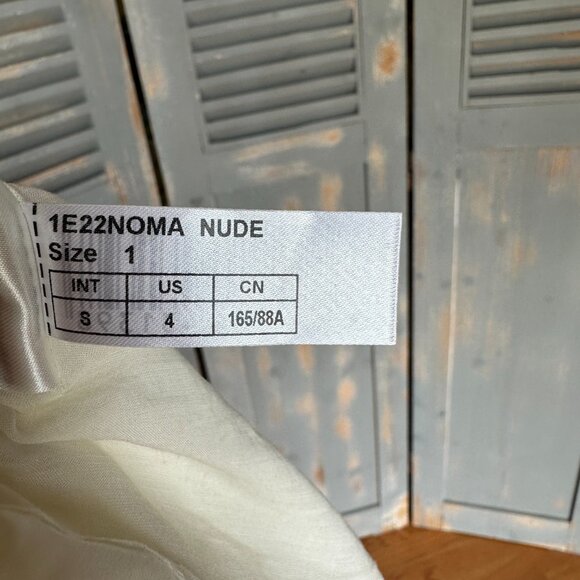 1E22NOMA NUDE
Size 1
INT US CN
S 4 165/88A